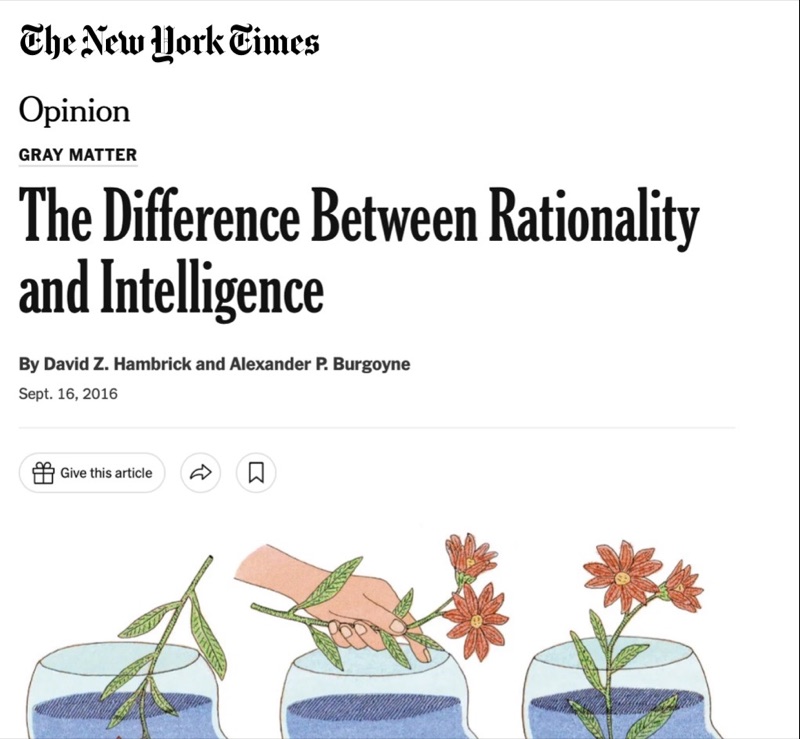 The New York Times
Opinion
GRAY MATTER
The Difference Between Rationality
and Intelligence
By David Z. Hambrick and Alexander P. Burgoyne
Sept. 16, 2016
Give this article